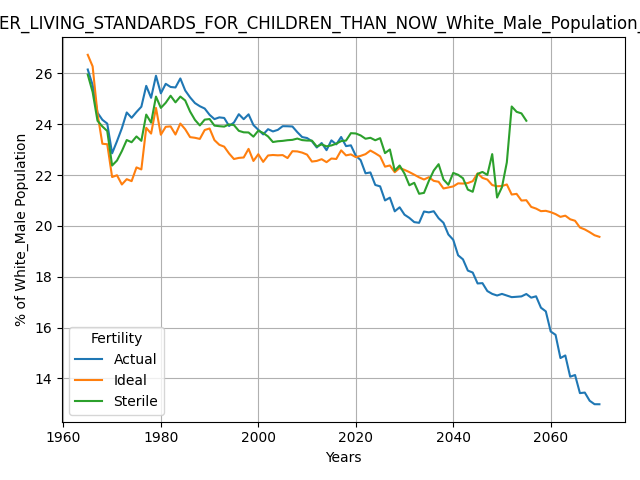 ER_LIVING_STANDARDS_FOR_CHILDREN_THAN_NOW_White_Male_Population_
% of White_Male Population
26
24
22
20
18
16
14
Fertility
Actual
Ideal
Sterile
1960 1980 2000 2020 2040 2060
Years